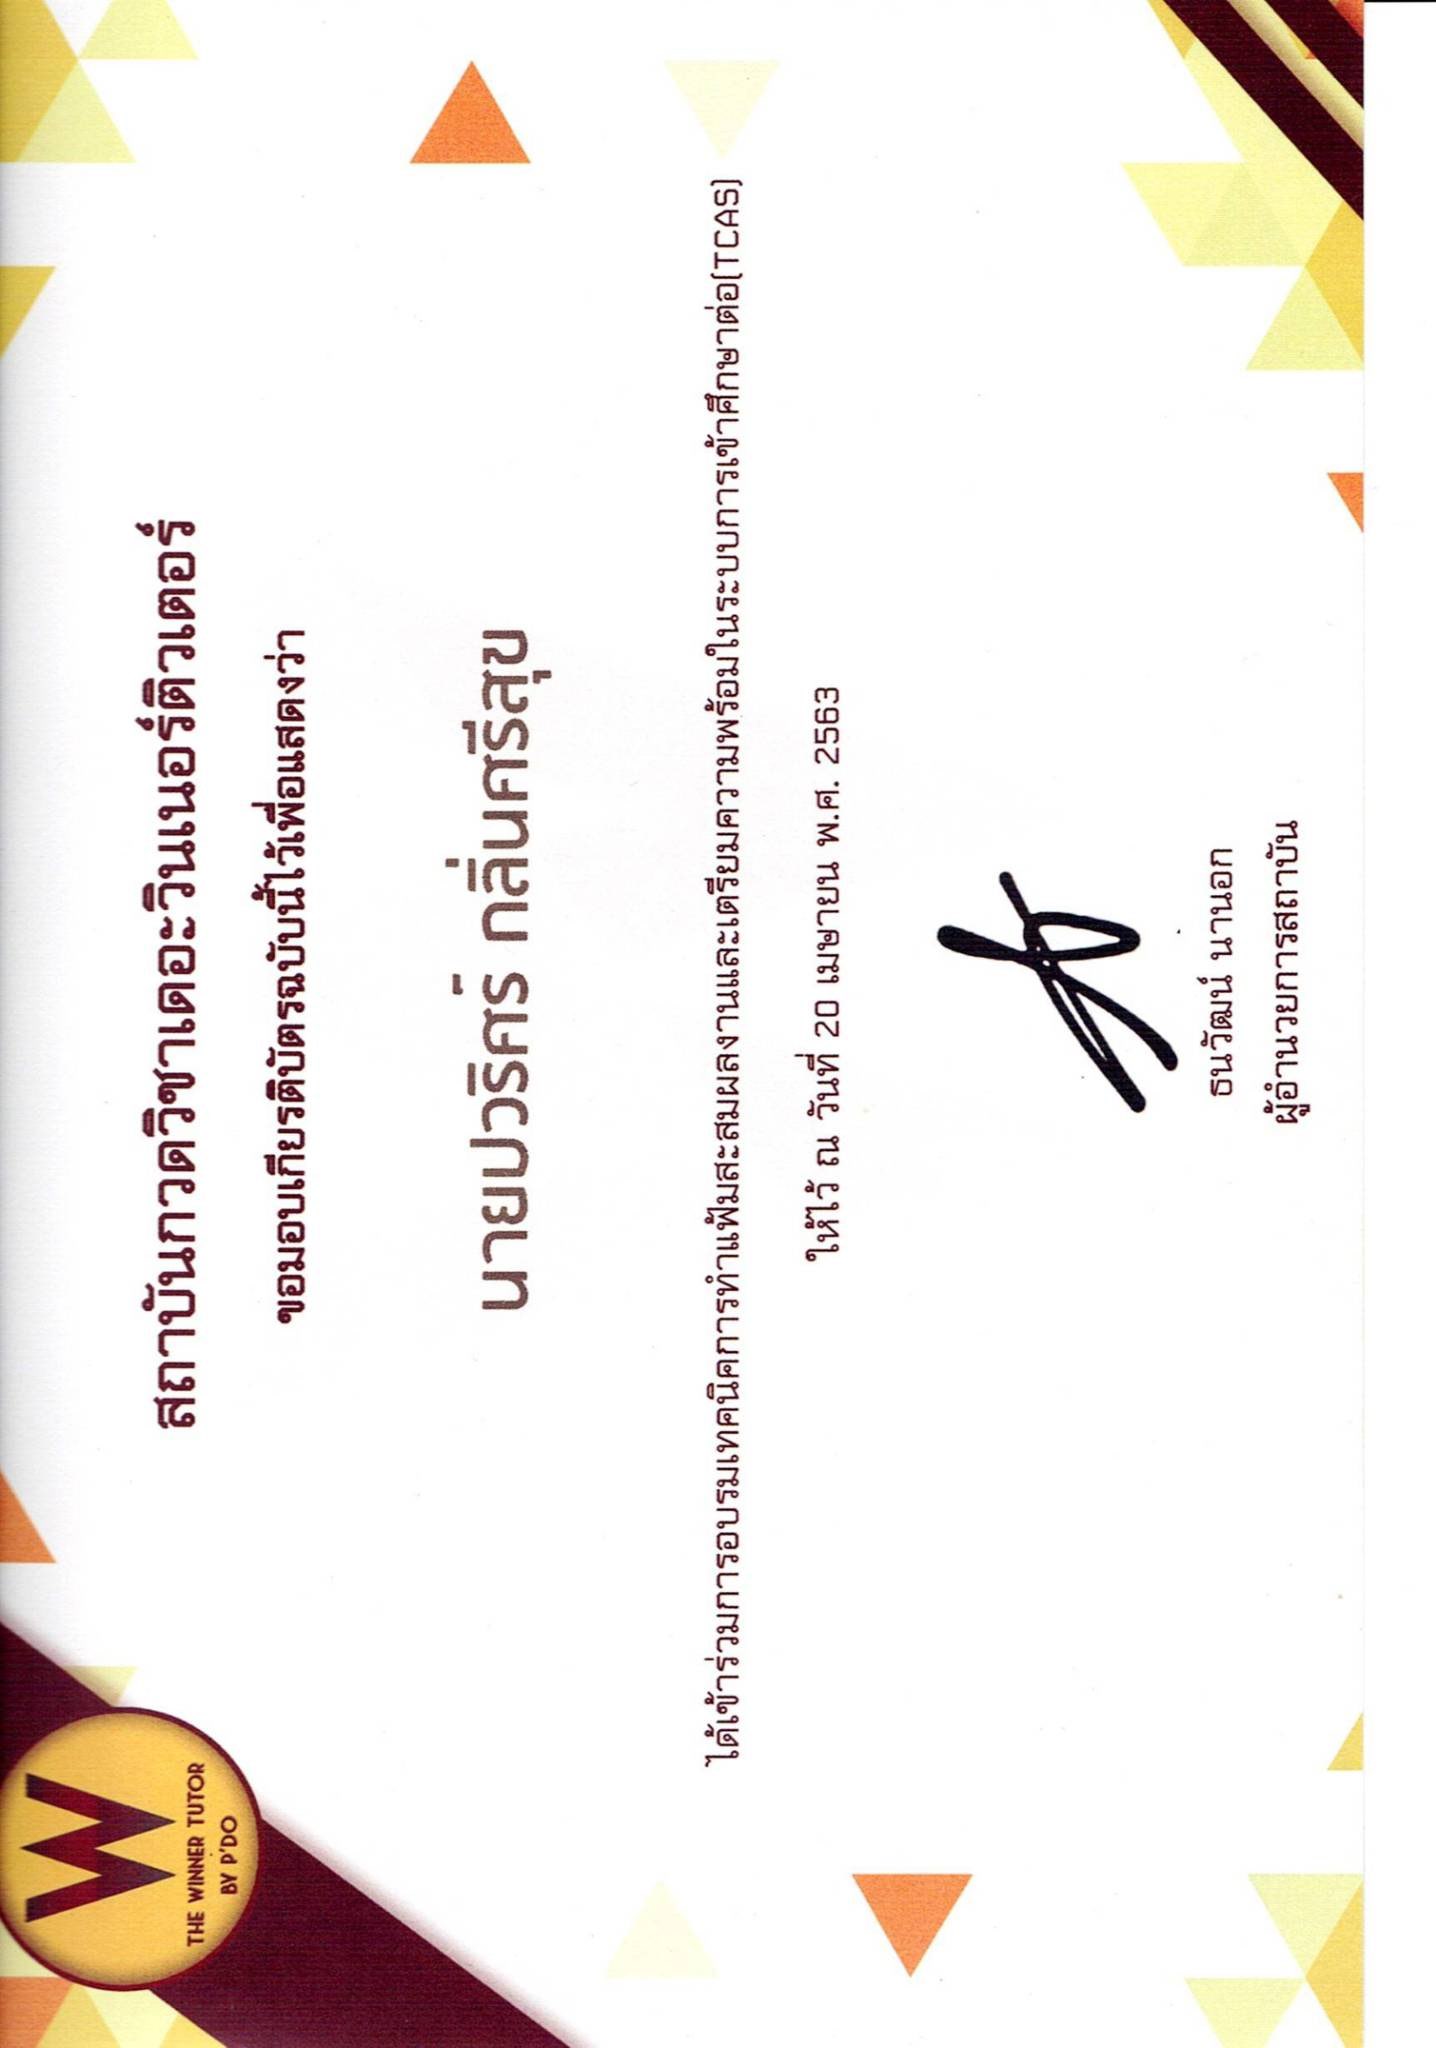 W
THE WINNER TUTOR
BY P'DO
สถาบันกวดวิชาเดอะวินเนอร์ติวเตอร์
ขอมอบเกียรติบัตรฉบับนี้ไว้เพื่อแสดงว่า
นายปวริศร์ กลิ่นศรีสุข
ได้เข้าร่วมการอบรมเทคนิคการทำแฟ้มสะสมผลงานและเตรียมความพร้อมในระบบการเข้าศึกษาต่อ(TCAS)
ให้ไว้ ณ วันที่ 20 เมษายน พ.ศ. 2563
ธนวัฒน์ นานอก
ผู้อำนวยการสถาบัน